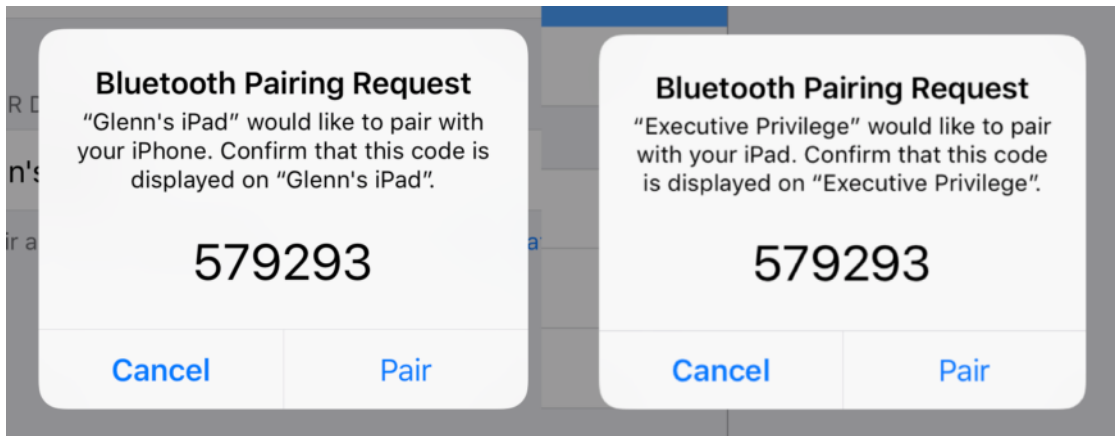 Bluetooth Pairing Request
“Glenn's iPad” would like to pair with
your iPhone. Confirm that this code is
displayed on “Glenn's iPad”.
579293
Cancel Pair
R D
n's
ir a
Bluetooth Pairing Request
“Executive Privilege” would like to pair
with your iPad. Confirm that this code
is displayed on “Executive Privilege”.
579293
Cancel Pair